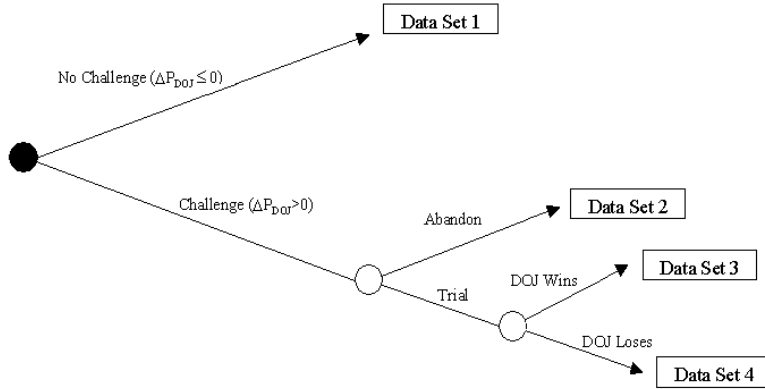 Data Set 1
No Challenge (ΔP_DOJ ≤ 0)
Challenge (ΔP_DOJ>0)
Abandon
Data Set 2
Trial
DOJ Wins
Data Set 3
DOJ Loses
Data Set 4